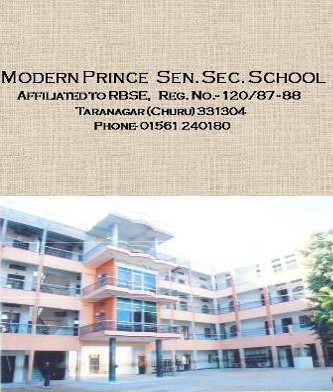 Modern Prince Sen. Sec. School
Affiliated to RBSE, Reg. No.- 120/87-88
Taranagar (Churu) 331304
Phone-01561 240180